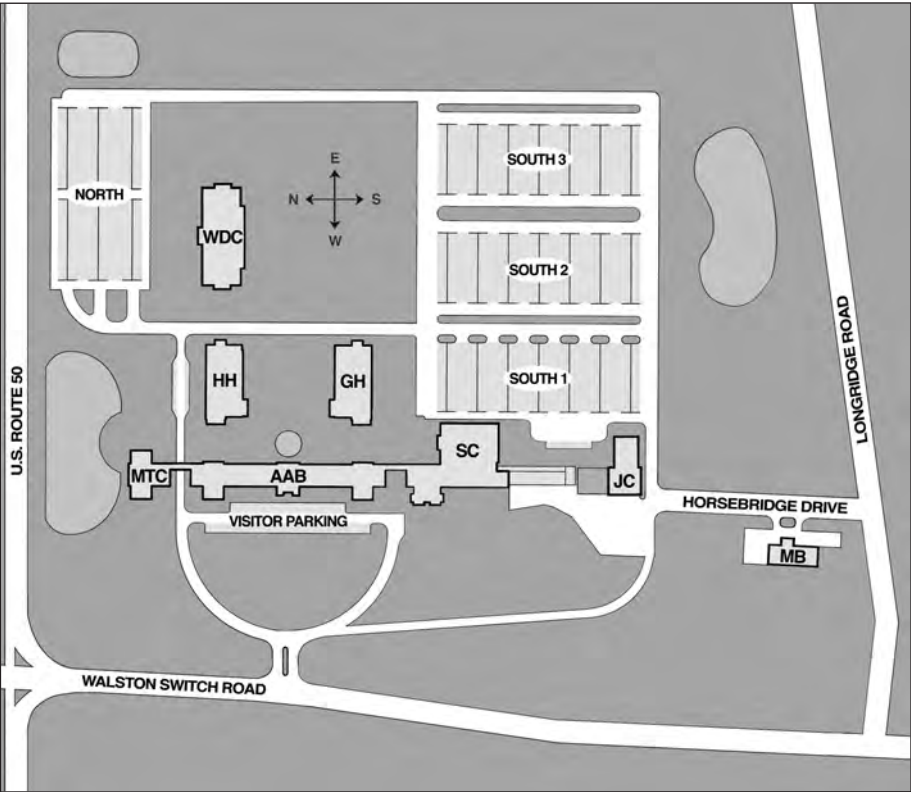 NORTH
SOUTH 3
E
N
S
W
WDC
SOUTH 2
HH
GH
SOUTH 1
U.S. ROUTE 50
LONGRIDGE ROAD
SC
MTC
AAB
JC
HORSEBRIDGE DRIVE
VISITOR PARKING
MB
WALSTON SWITCH ROAD